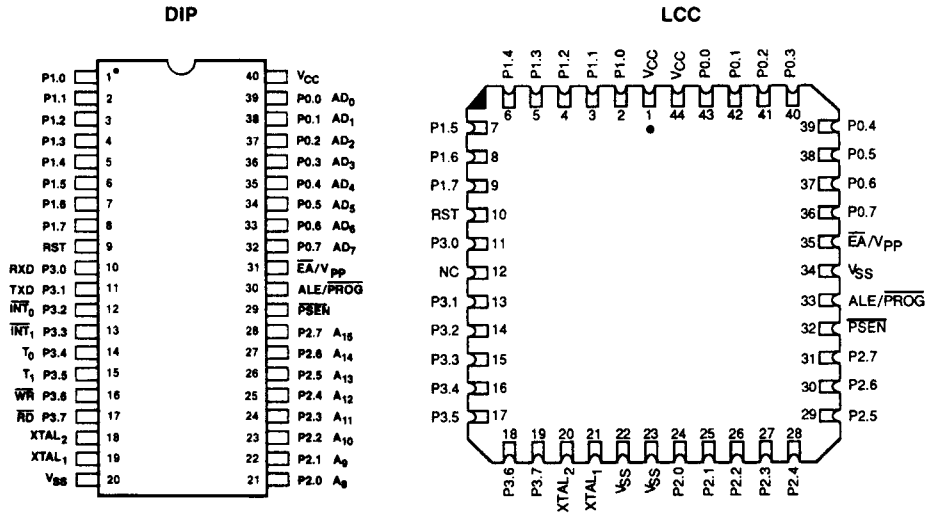 DIP
P1.0 1 40 VCC
P1.1 2 39 P0.0 AD0
P1.2 3 38 P0.1 AD1
P1.3 4 37 P0.2 AD2
P1.4 5 36 P0.3 AD3
P1.5 6 35 P0.4 AD4
P1.6 7 34 P0.5 AD5
P1.7 8 33 P0.6 AD6
RST 9 32 P0.7 AD7
RXD P3.0 10 31 E̅A̅/VPP
TXD P3.1 11 30 ALE/P̅R̅O̅G̅
I̅N̅T̅0 P3.2 12 29 P̅S̅E̅N̅
I̅N̅T̅1 P3.3 13 28 P2.7 A15
T0 P3.4 14 27 P2.6 A14
T1 P3.5 15 26 P2.5 A13
W̅R̅ P3.6 16 25 P2.4 A12
R̅D̅ P3.7 17 24 P2.3 A11
XTAL2 18 23 P2.2 A10
XTAL1 19 22 P2.1 A9
VSS 20 21 P2.0 A8
LCC
P1.4 P1.3 P1.2 P1.1 P1.0 VCC VCC P0.0 P0.1 P0.2 P0.3
6 5 4 3 2 1 44 43 42 41 40
P1.5 7 39 P0.4
P1.6 8 38 P0.5
P1.7 9 37 P0.6
RST 10 36 P0.7
P3.0 11 35 E̅A̅/VPP
NC 12 34 VSS
P3.1 13 33 ALE/P̅R̅O̅G̅
P3.2 14 32 P̅S̅E̅N̅
P3.3 15 31 P2.7
P3.4 16 30 P2.6
P3.5 17 29 P2.5
18 19 20 21 22 23 24 25 26 27 28
P3.6 P3.7 XTAL2 XTAL1 VSS VSS P2.0 P2.1 P2.2 P2.3 P2.4